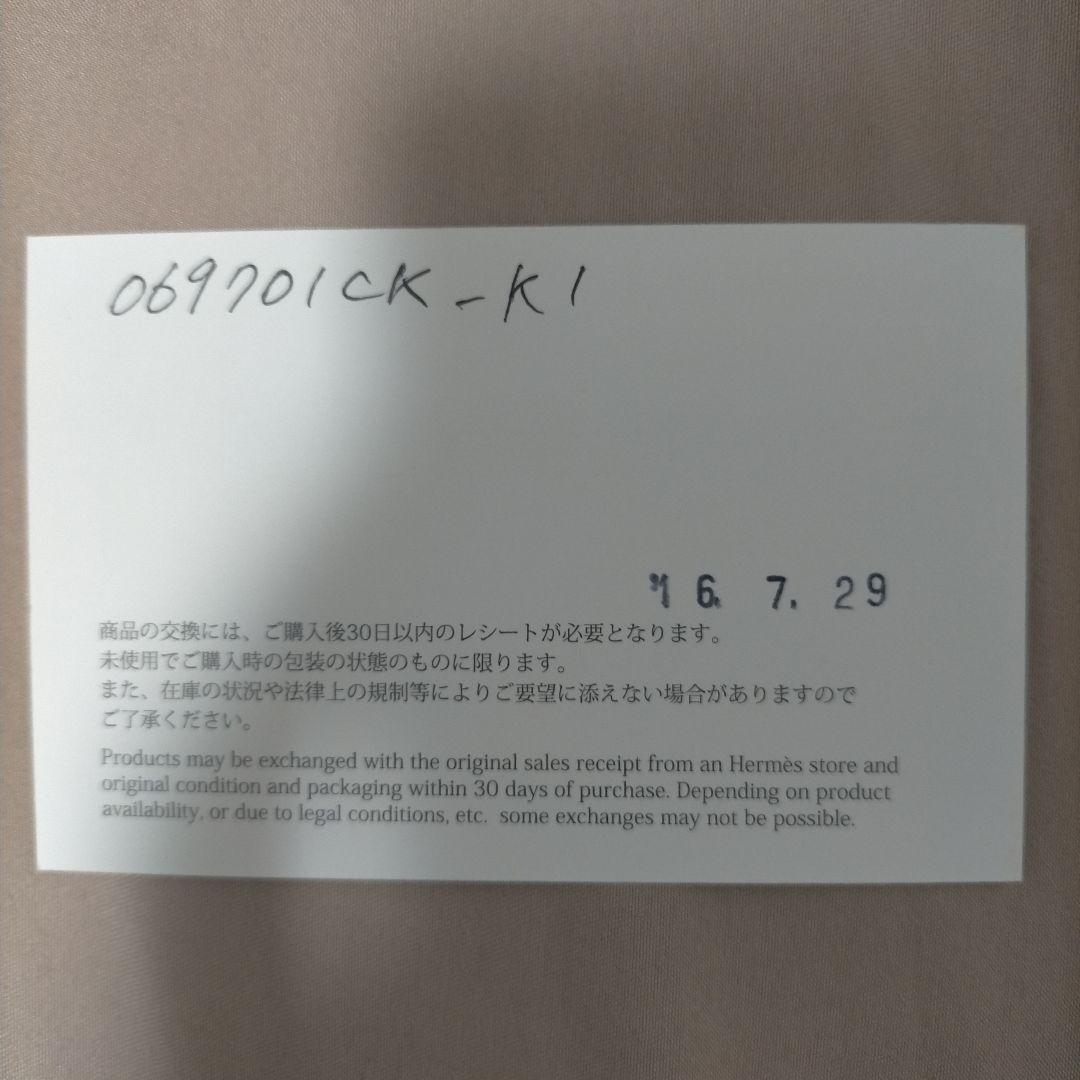 069701CK-K1
'16. 7. 29
商品の交換には、ご購入後30日以内のレシートが必要となります。
未使用でご購入時の包装の状態のものに限ります。
また、在庫の状況や法律上の規制等によりご要望に添えない場合がありますので
ご了承ください。
Products may be exchanged with the original sales receipt from an Hermès store and
original condition and packaging within 30 days of purchase. Depending on product
availability, or due to legal conditions, etc. some exchanges may not be possible.